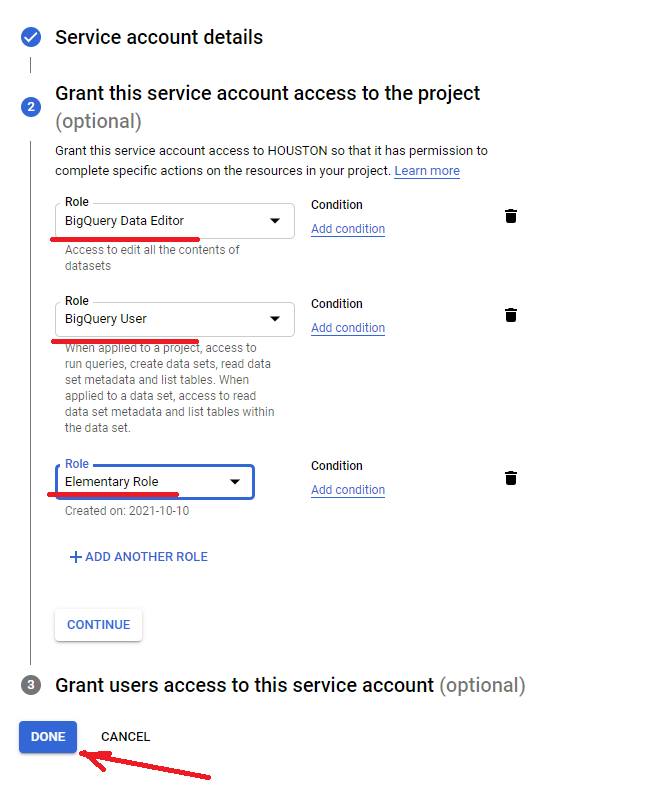 Service account details
2
Grant this service account access to the project
(optional)
Grant this service account access to HOUSTON so that it has permission to
complete specific actions on the resources in your project. Learn more
Role
BigQuery Data Editor
Condition
Add condition
Access to edit all the contents of
datasets
Role
BigQuery User
Condition
Add condition
When applied to a project, access to
run queries, create data sets, read data
set metadata and list tables. When
applied to a data set, access to read
data set metadata and list tables within
the data set.
Role
Elementary Role
Condition
Add condition
Created on: 2021-10-10
+ ADD ANOTHER ROLE
CONTINUE
3 Grant users access to this service account (optional)
DONE CANCEL